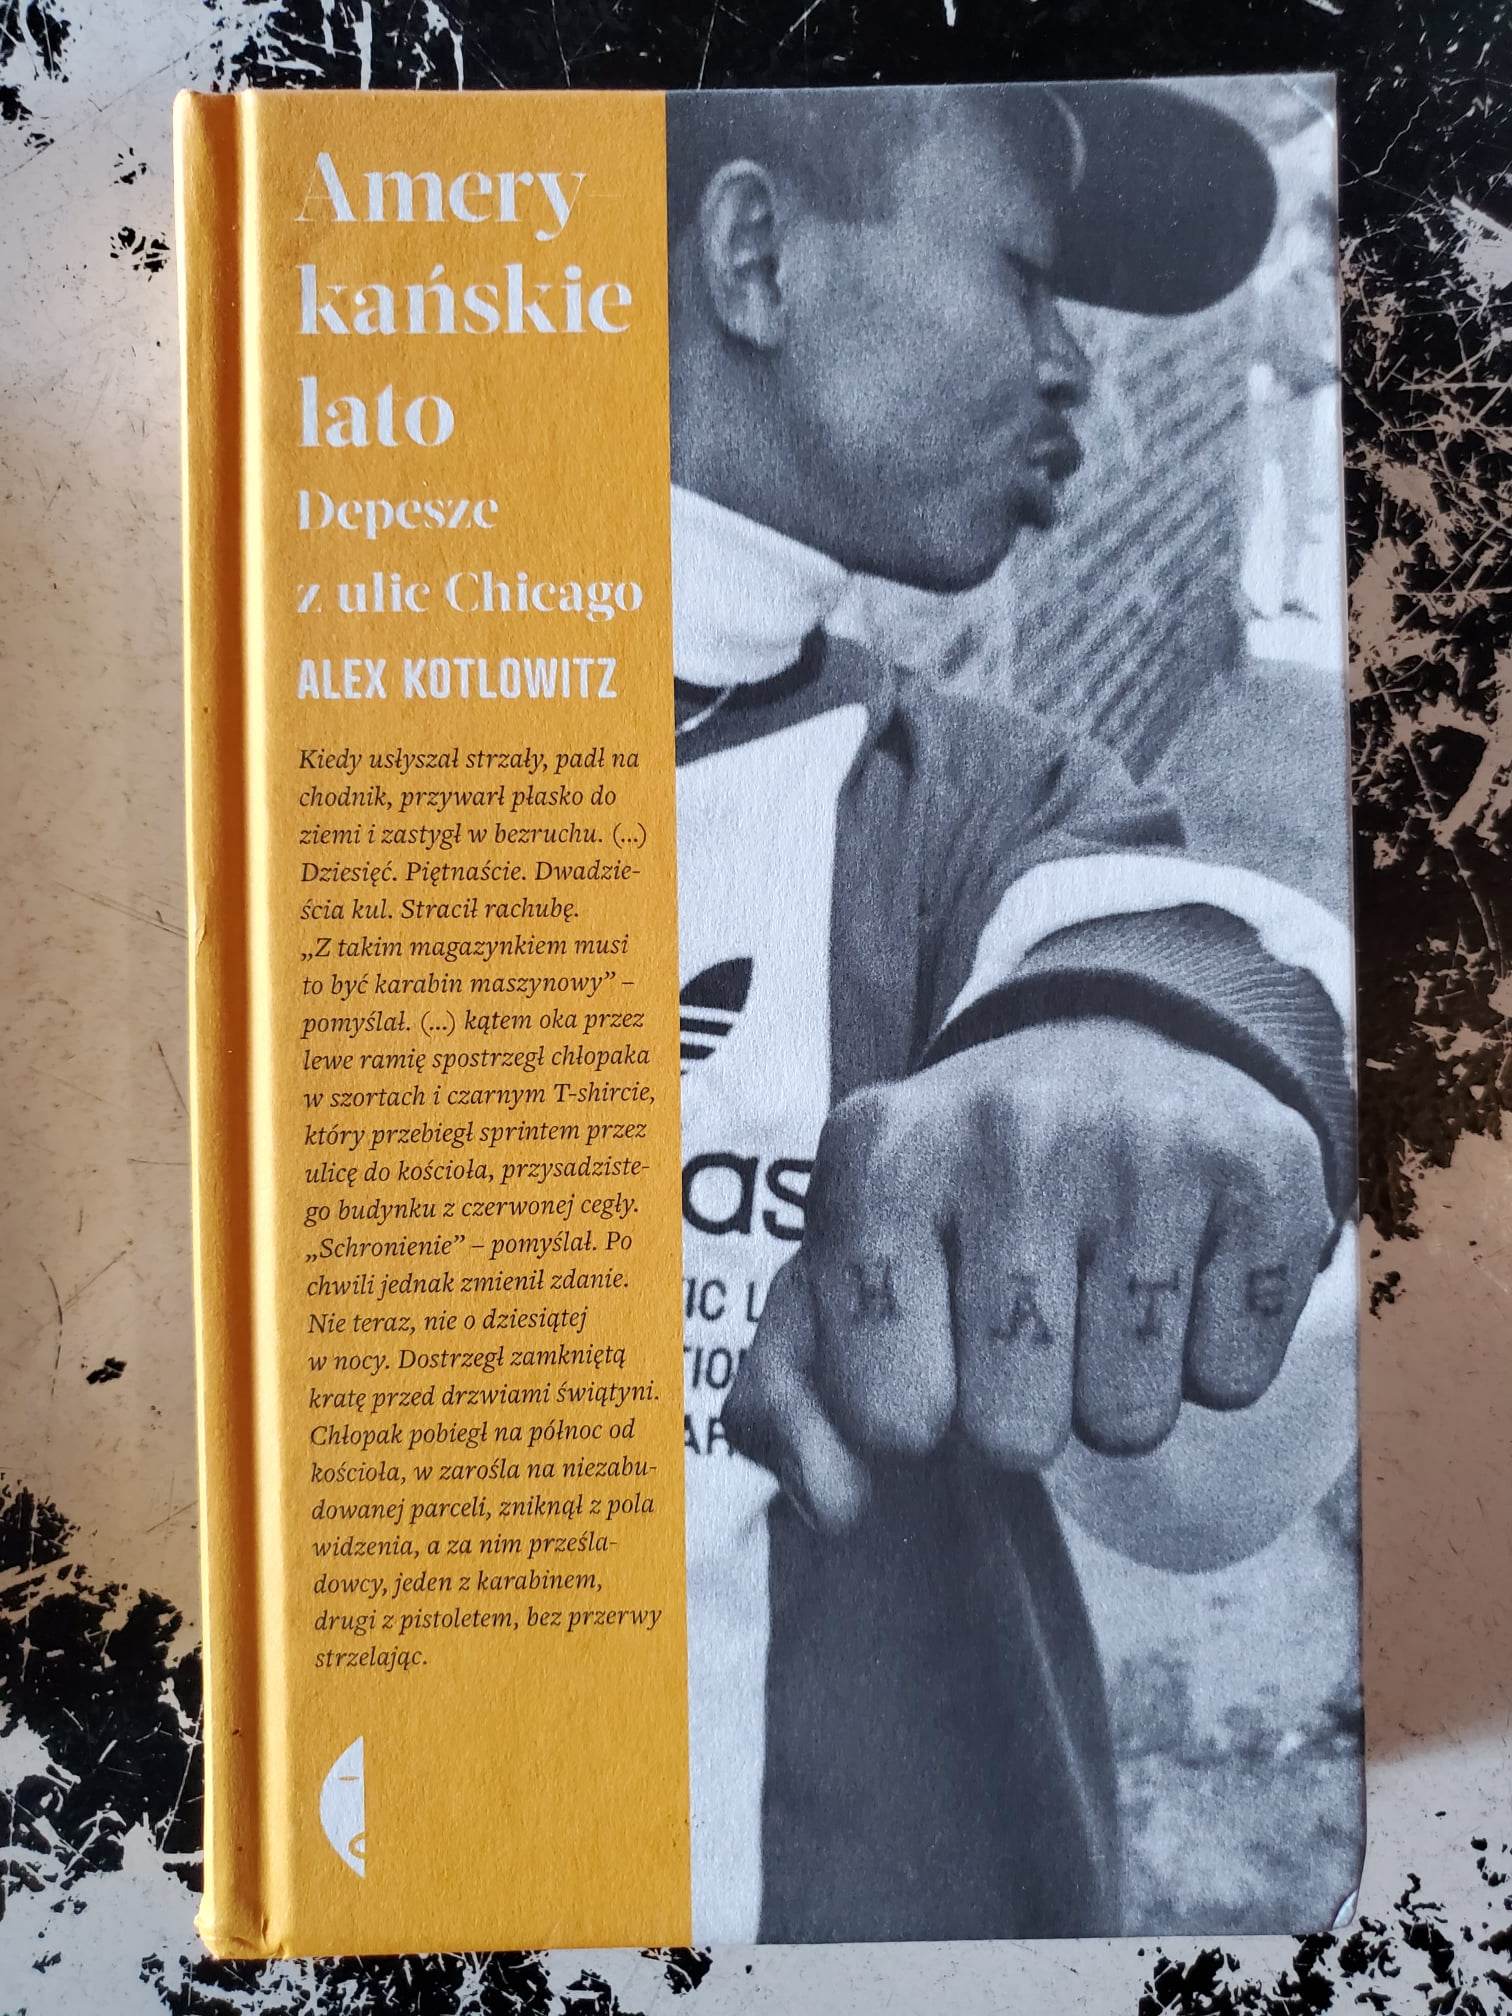 Amery-
kańskie
lato
Depesze
z ulic Chicago
ALEX KOTLOWITZ
Kiedy usłyszał strzały, padł na
chodnik, przywarł płasko do
ziemi i zastygł w bezruchu. (...)
Dziesięć. Piętnaście. Dwadzie-
ścia kul. Stracił rachubę.
„Z takim magazynkiem musi
to być karabin maszynowy” –
pomyślał. (...) kątem oka przez
lewe ramię spostrzegł chłopaka
w szortach i czarnym T-shircie,
który przebiegł sprintem przez
ulicę do kościoła, przysadziste-
go budynku z czerwonej cegły.
„Schronienie” – pomyślał. Po
chwili jednak zmienił zdanie.
Nie teraz, nie o dziesiątej
w nocy. Dostrzegł zamkniętą
kratę przed drzwiami świątyni.
Chłopak pobiegł na północ od
kościoła, w zarośla na niezabu-
dowanej parceli, zniknął z pola
widzenia, a za nim prześla-
dowcy, jeden z karabinem,
drugi z pistoletem, bez przerwy
strzelając.
as
IC L
TIO
AR
HATE